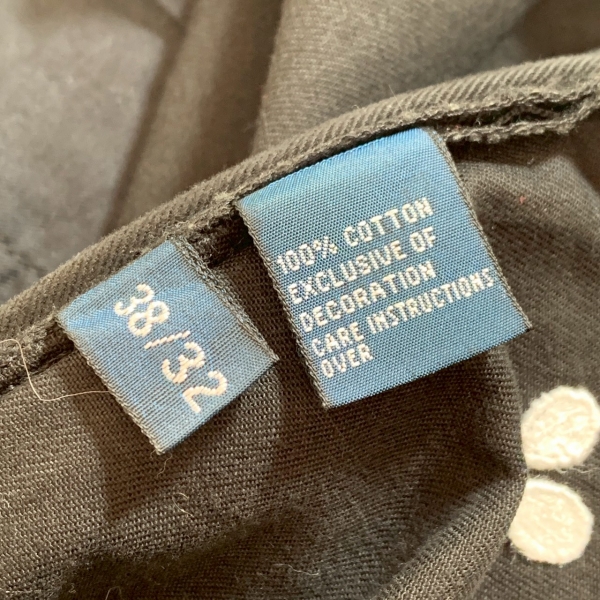 38/32
100% COTTON
EXCLUSIVE OF
DECORATION
CARE INSTRUCTIONS
OVER